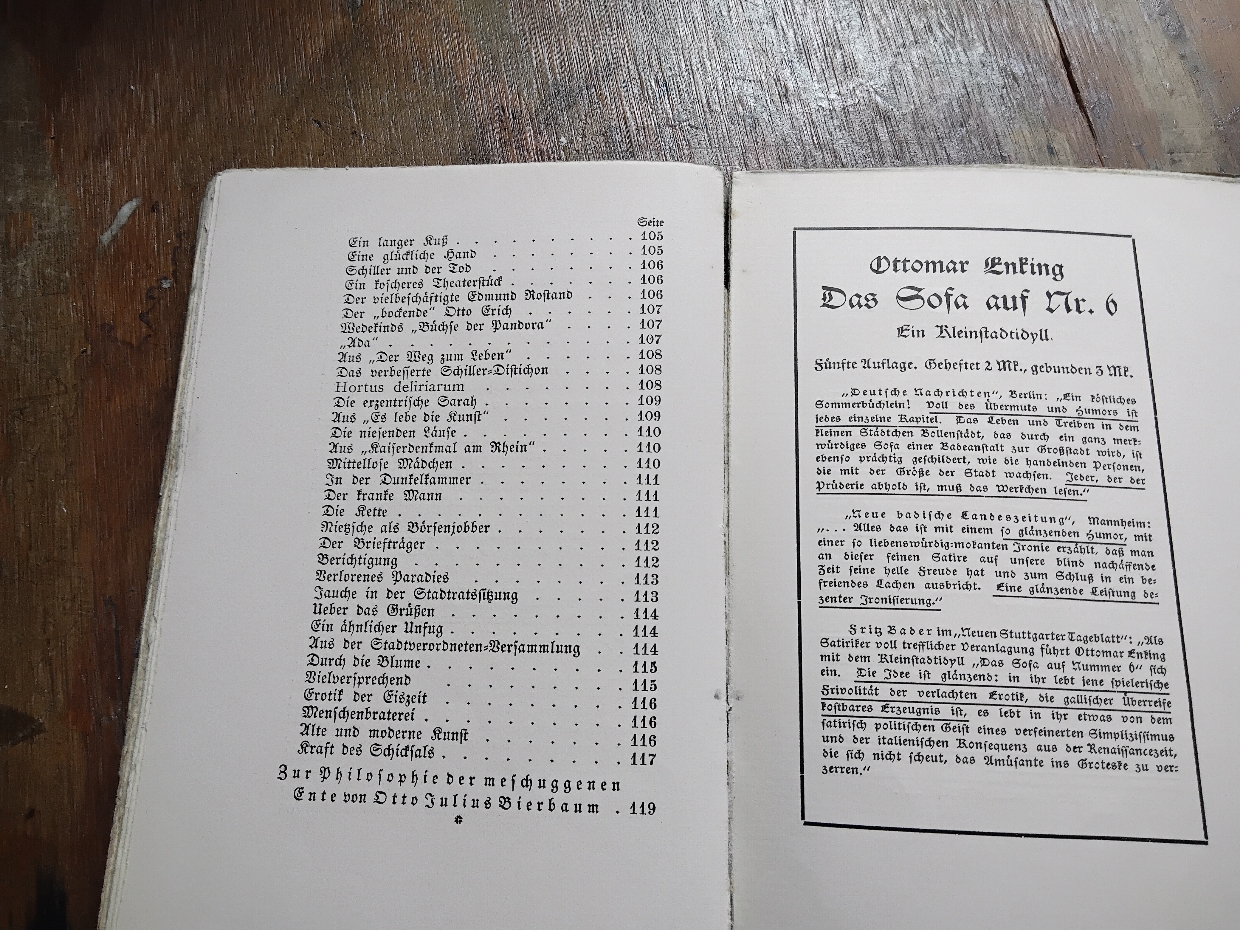 Seite
Ein langer Kuß . . . . . . . . . . 105
Eine glückliche Hand . . . . . . . . 105
Schiller und der Tod . . . . . . . . 106
Ein koscheres Theaterstück . . . . . . . 106
Der vielbeschäftigte Edmund Rostand . . . 106
Der „bockende“ Otto Erich . . . . . . 107
Wedekinds „Büchse der Pandora“ . . . . 107
„Ada“ . . . . . . . . . . . . . 107
Aus „Der Weg zum Leben“ . . . . . . 108
Das verbesserte Schiller-Distichon . . . . 108
Hortus deliriarum . . . . . . . . 108
Die exzentrische Sarah . . . . . . . . 109
Aus „Es lebe die Kunst“ . . . . . . . 109
Die niesenden Läuse . . . . . . . . . 110
Aus „Kaiserdenkmal am Rhein“ . . . . . 110
Mittellose Mädchen . . . . . . . . . 110
In der Dunkelkammer . . . . . . . . 111
Der kranke Mann . . . . . . . . . 111
Die Kette . . . . . . . . . . . . 111
Nietzsche als Börsenjobber . . . . . . . 112
Der Briefträger . . . . . . . . . . 112
Berichtigung . . . . . . . . . . . 112
Verlorenes Paradies . . . . . . . . 113
Jauche in der Stadtratssitzung . . . . . 113
Ueber das Grüßen . . . . . . . . . 114
Ein ähnlicher Unfug . . . . . . . . . 114
Aus der Stadtverordneten-Versammlung . . . 114
Durch die Blume . . . . . . . . . . 115
Vielversprechend . . . . . . . . . 115
Erotik der Eiszeit . . . . . . . . . 116
Menschenbraterei . . . . . . . . . . 116
Alte und moderne Kunst . . . . . . . 116
Kraft des Schicksals . . . . . . . . . 117
Zur Philosophie der meschuggenen
Ente von Otto Julius Bierbaum . 119
Ottomar Enking
Das Sofa auf Nr. 6
Ein Kleinstadtidyll.
Fünfte Auflage. Geheftet 2 Mk., gebunden 3 Mk.
„Deutsche Nachrichten“, Berlin: „Ein köstliches
Sommerbüchlein! Voll des Übermuts und Humors ist
jedes einzelne Kapitel. Das Leben und Treiben in dem
kleinen Städtchen Bollenstädt, das durch ein ganz merk-
würdiges Sofa einer Badeanstalt zur Großstadt wird, ist
ebenso prächtig geschildert, wie die handelnden Personen,
die mit der Größe der Stadt wachsen. Jeder, der der
Prüderie abhold ist, muß das Werkchen lesen.“
„Neue badische Landeszeitung“, Mannheim:
„... Alles das ist mit einem so glänzenden Humor, mit
einer so liebenswürdig-mokanten Ironie erzählt, daß man
an dieser feinen Satire auf unsere blind nachäffende
Zeit seine helle Freude hat und zum Schluß in ein be-
freiendes Lachen ausbricht. Eine glänzende Leistung de-
zenter Ironisierung.“
Fritz Bader im „Neuen Stuttgarter Tageblatt“: „Als
Satiriker voll trefflicher Veranlagung führt Ottomar Enking
mit dem Kleinstadtidyll „Das Sofa auf Nummer 6“ sich
ein. Die Idee ist glänzend: in ihr lebt jene spielerische
Frivolität der verlachten Erotik, die gallischer Überreife
kostbares Erzeugnis ist, es lebt in ihr etwas von dem
satirisch politischen Geist eines verfeinerten Simplizissimus
und der italienischen Konsequenz aus der Renaissancezeit,
die sich nicht scheut, das Amüsante ins Groteske zu ver-
zerren.“